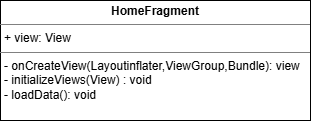 HomeFragment
+ view: View
- onCreateView(Layoutinflater,ViewGroup,Bundle): view
- initializeViews(View) : void
- loadData(): void